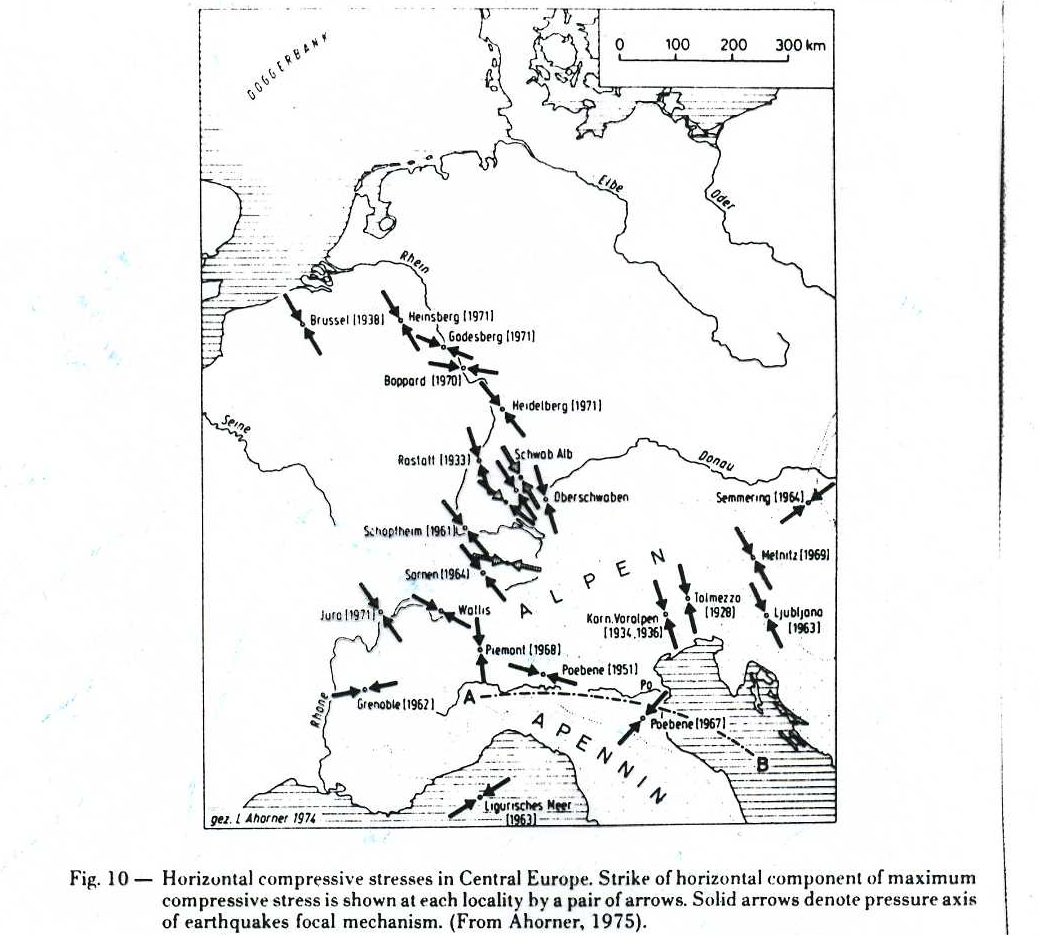 0 100 200 300 km
DOGGERBANK
Elbe
Oder
Rhein
Brussel [1938]
Heinsberg [1971]
Godesberg [1971]
Boppard [1970]
Heidelberg [1971]
Seine
Rastatt [1933]
Schwab Alb
Donau
Oberschwaben
Semmering [1964]
Schopfheim [1961]
Metnitz [1969]
Sarnen [1964]
ALPEN
Tolmezzo
[1928]
Jura [1971]
Wallis
Karn. Voralpen
[1934,1936]
Ljubljana
[1963]
Piemont [1968]
Poebene [1951]
Po
A
Grenoble [1962]
Rhone
Poebene [1967]
APENNIN
B
Ligurisches Meer
[1963]
gez. L Ahorner 1974
Fig. 10 — Horizontal compressive stresses in Central Europe. Strike of horizontal component of maximum
compressive stress is shown at each locality by a pair of arrows. Solid arrows denote pressure axis
of earthquakes focal mechanism. (From Ahorner, 1975).